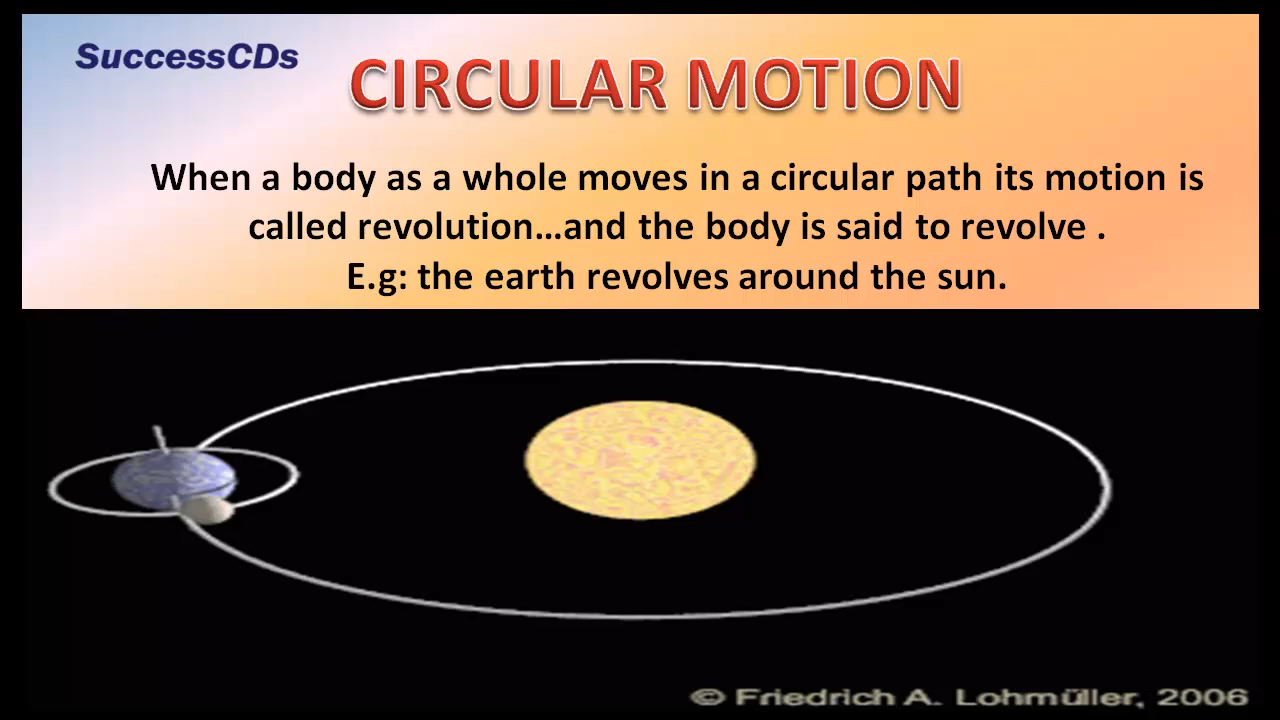 SuccessCDs
CIRCULAR MOTION
When a body as a whole moves in a circular path its motion is
called revolution...and the body is said to revolve .
E.g: the earth revolves around the sun.
© Friedrich A. Lohmüller, 2006